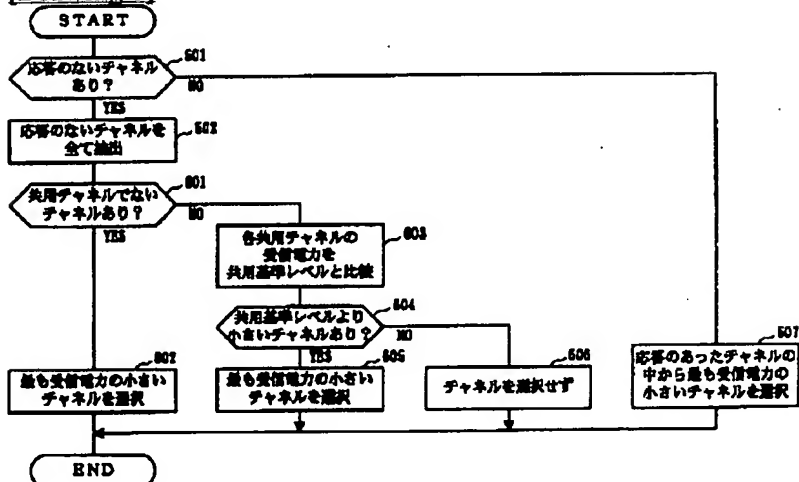 START
応答のないチャネル
あり?
501
NO
YES
応答のないチャネルを
全て抽出
502
共用チャネルでない
チャネルあり?
601
NO
YES
各共用チャネルの
受信電力を
共用基準レベルと比較
603
共用基準レベルより
小さいチャネルあり?
604
NO
YES
602
最も受信電力の小さい
チャネルを選択
605
最も受信電力の小さい
チャネルを選択
606
チャネルを選択せず
507
応答のあったチャネルの
中から最も受信電力の
小さいチャネルを選択
END